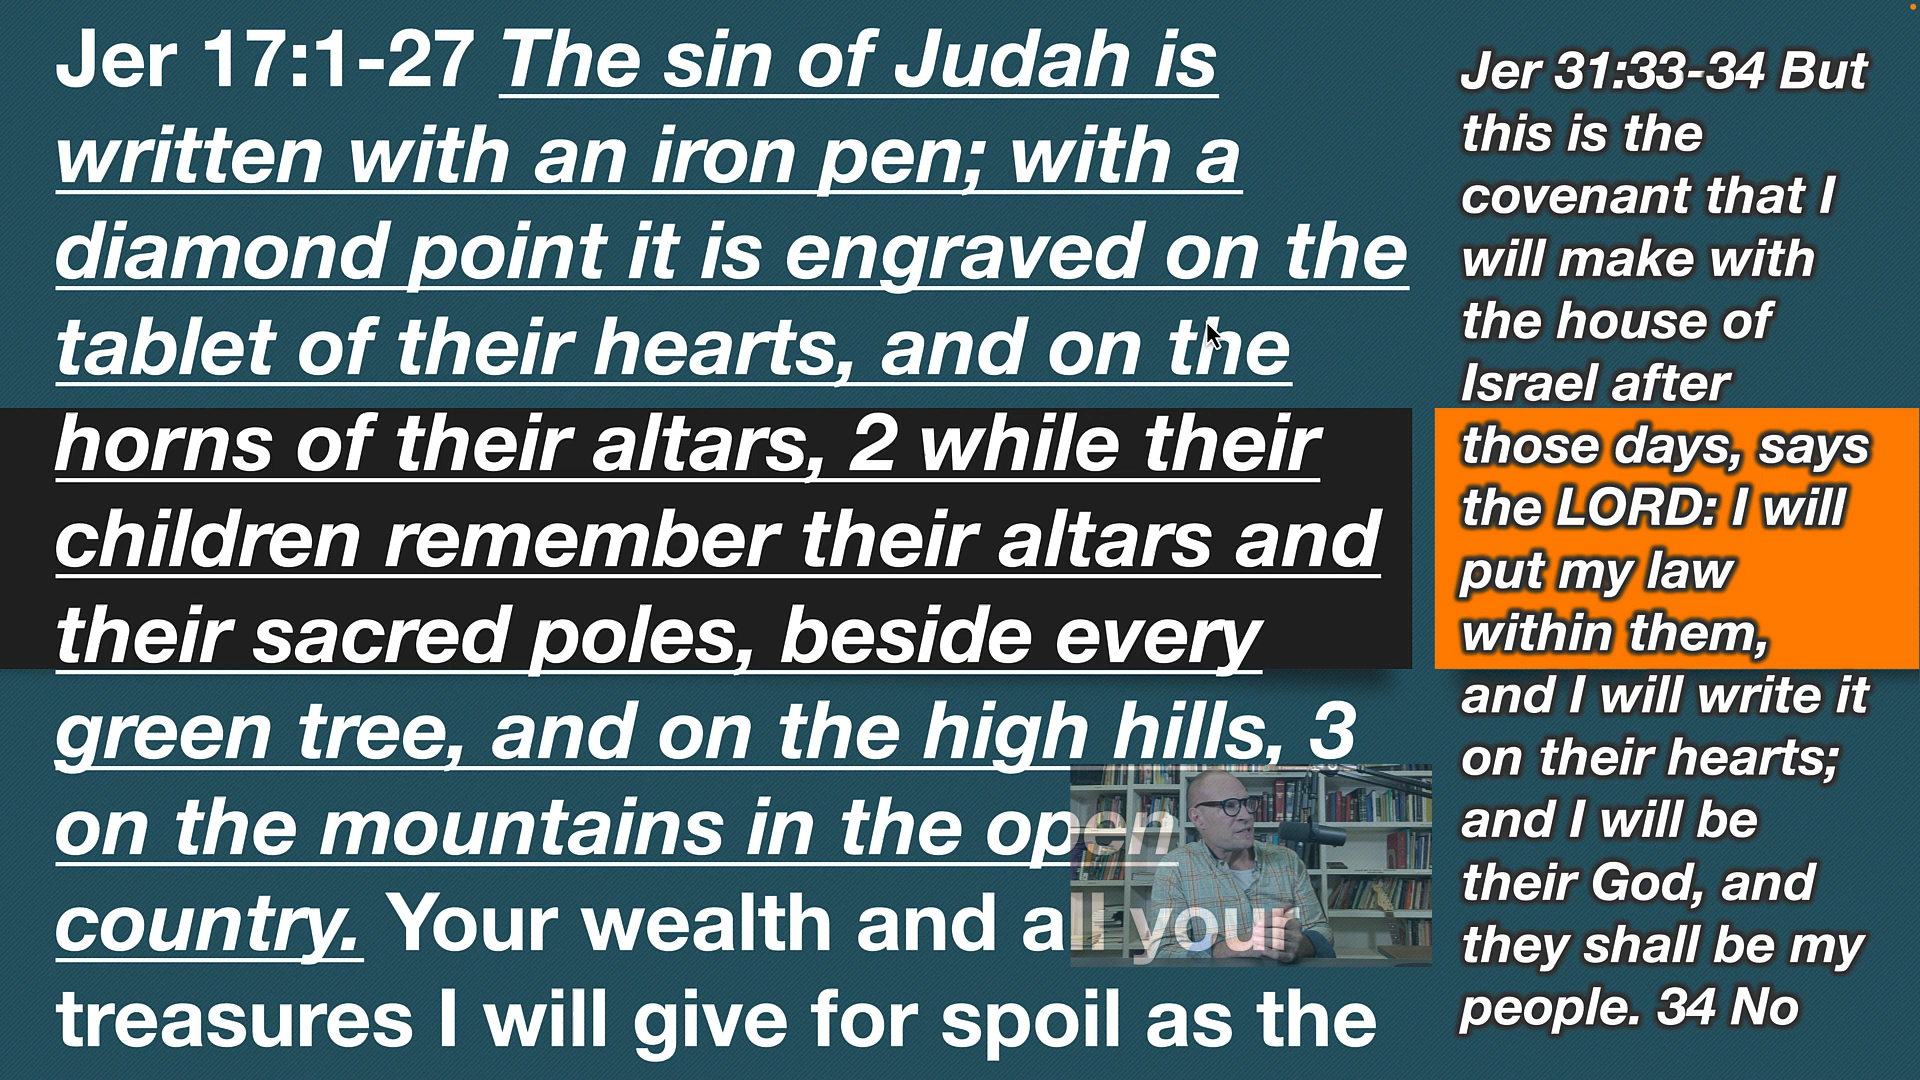 Jer 17:1-27 The sin of Judah is
written with an iron pen; with a
diamond point it is engraved on the
tablet of their hearts, and on the
horns of their altars, 2 while their
children remember their altars and
their sacred poles, beside every
green tree, and on the high hills, 3
on the mountains in the open
country. Your wealth and all your
treasures I will give for spoil as the
Jer 31:33-34 But
this is the
covenant that I
will make with
the house of
Israel after
those days, says
the LORD: I will
put my law
within them,
and I will write it
on their hearts;
and I will be
their God, and
they shall be my
people. 34 No